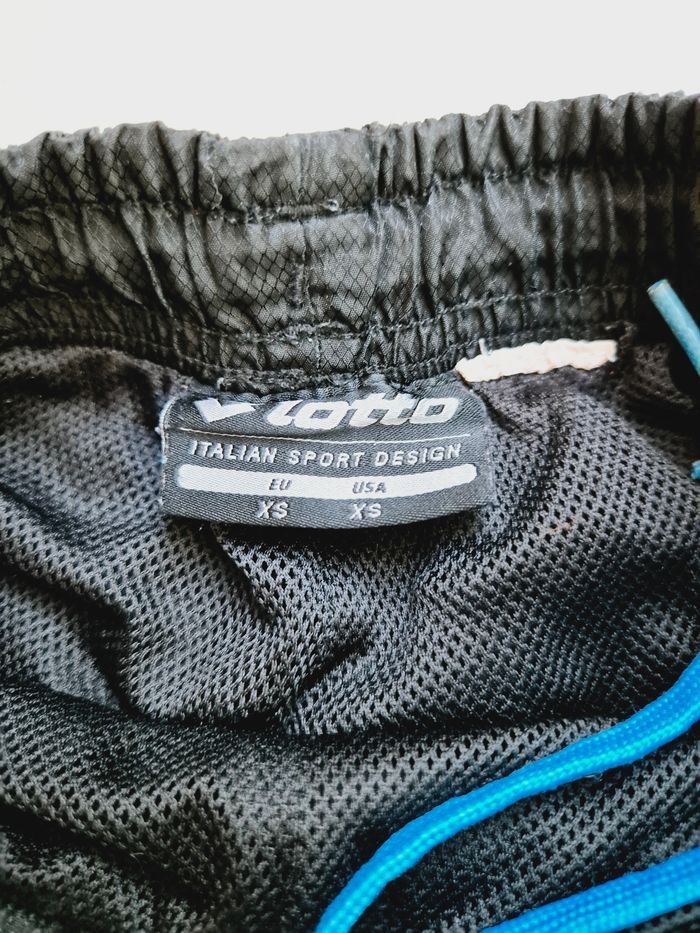 Lotto
ITALIAN SPORT DESIGN
EU USA
XS XS